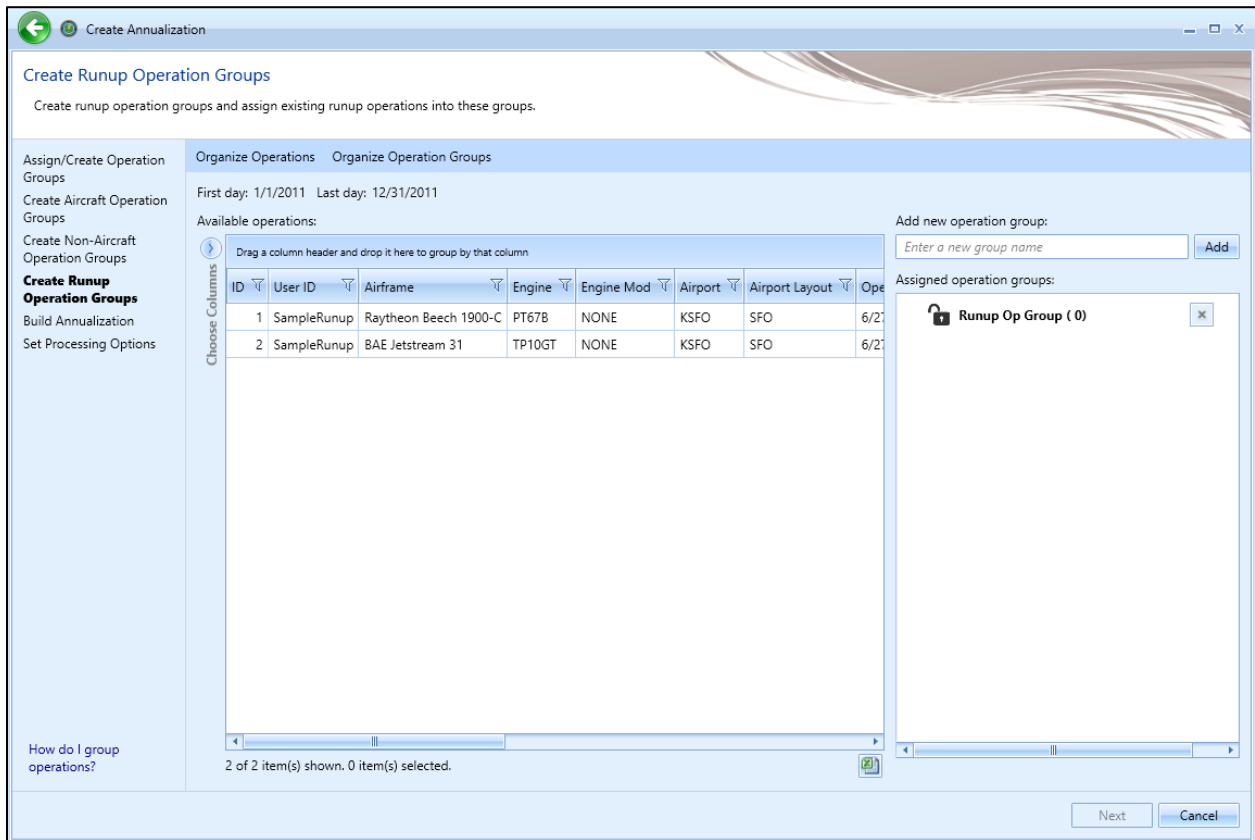 Create Annualization
Create Runup Operation Groups
Create runup operation groups and assign existing runup operations into these groups.
Assign/Create Operation
Groups
Create Aircraft Operation
Groups
Create Non-Aircraft
Operation Groups
Create Runup
Operation Groups
Build Annualization
Set Processing Options
How do I group
operations?
Organize Operations Organize Operation Groups
First day: 1/1/2011 Last day: 12/31/2011
Available operations:
Choose Columns
Drag a column header and drop it here to group by that column
ID User ID Airframe Engine Engine Mod Airport Airport Layout Ope
1 SampleRunup Raytheon Beech 1900-C PT67B NONE KSFO SFO 6/27
2 SampleRunup BAE Jetstream 31 TP10GT NONE KSFO SFO 6/27
2 of 2 item(s) shown. 0 item(s) selected.
Add new operation group:
Enter a new group name Add
Assigned operation groups:
Runup Op Group ( 0)
Next Cancel